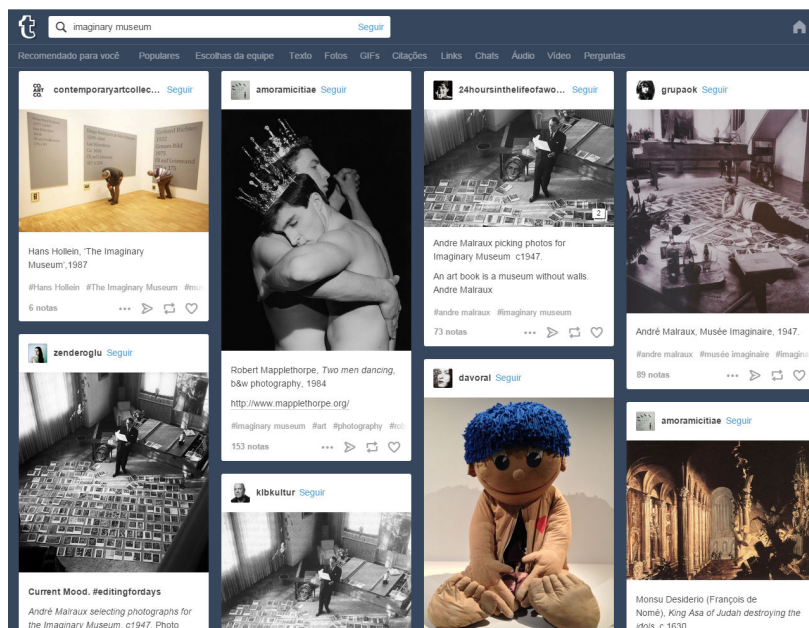 imaginary museum Seguir
Recomendado para você Populares Escolhas da equipe Texto Fotos GIFs Citações Links Chats Áudio Vídeo Perguntas
contemporaryartcollec... Seguir
Hans Hollein, 'The Imaginary
Museum',1987
#Hans Hollein #The Imaginary Museum #mu
6 notas
zenderoglu Seguir
Current Mood. #editingfordays
André Malraux selecting photographs for
the Imaginary Museum, c1947. Photo
amoramicitiae Seguir
Robert Mapplethorpe, Two men dancing,
b&w photography, 1984
http://www.mapplethorpe.org/
#imaginary museum #art #photography #rob
153 notas
klbkultur Seguir
24hoursinthelifeofawo... Seguir
2
Andre Malraux picking photos for
Imaginary Museum c1947.
An art book is a museum without walls.
Andre Malraux
#andre malraux #imaginary museum
73 notas
davoral Seguir
grupaok Seguir
André Malraux, Musée Imaginaire, 1947.
#andre malraux #musée imaginaire #imagina
89 notas
amoramicitiae Seguir
Monsu Desiderio (François de
Nomé), King Asa of Judah destroying the
idols, c.1630